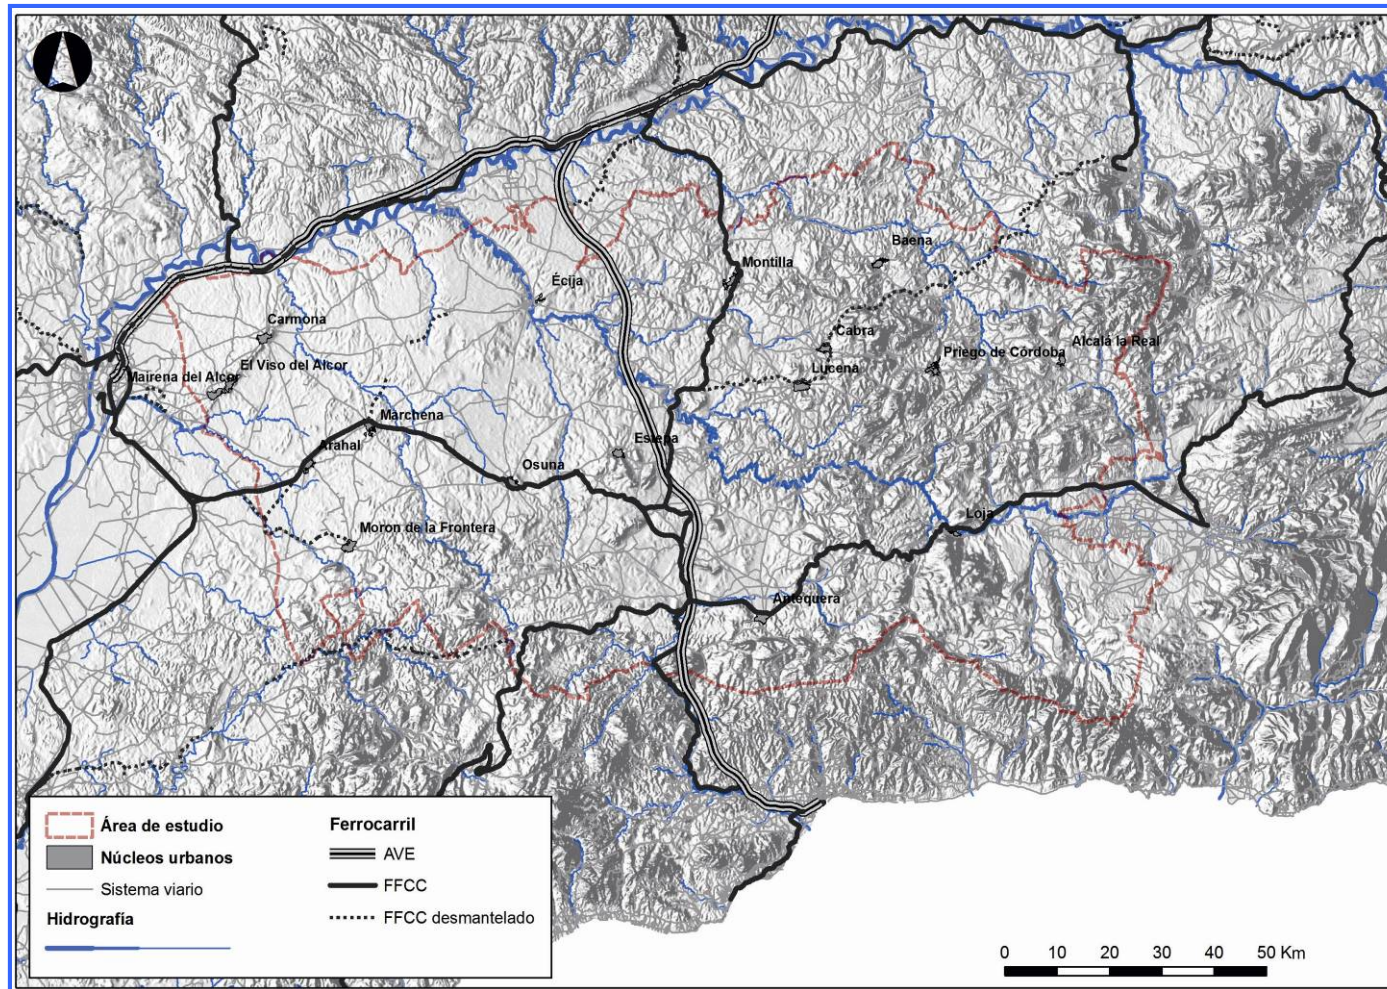 Baena
Montilla
Écija
Carmona
Cabra
Alcalá la Real
Priego de Córdoba
El Viso del Alcor
Lucena
Mairena del Alcor
Marchena
Estepa
Arahal
Osuna
Loja
Moron de la Frontera
Antequera
Área de estudio
Núcleos urbanos
Sistema viario
Hidrografía
Ferrocarril
AVE
FFCC
FFCC desmantelado
0 10 20 30 40 50 Km